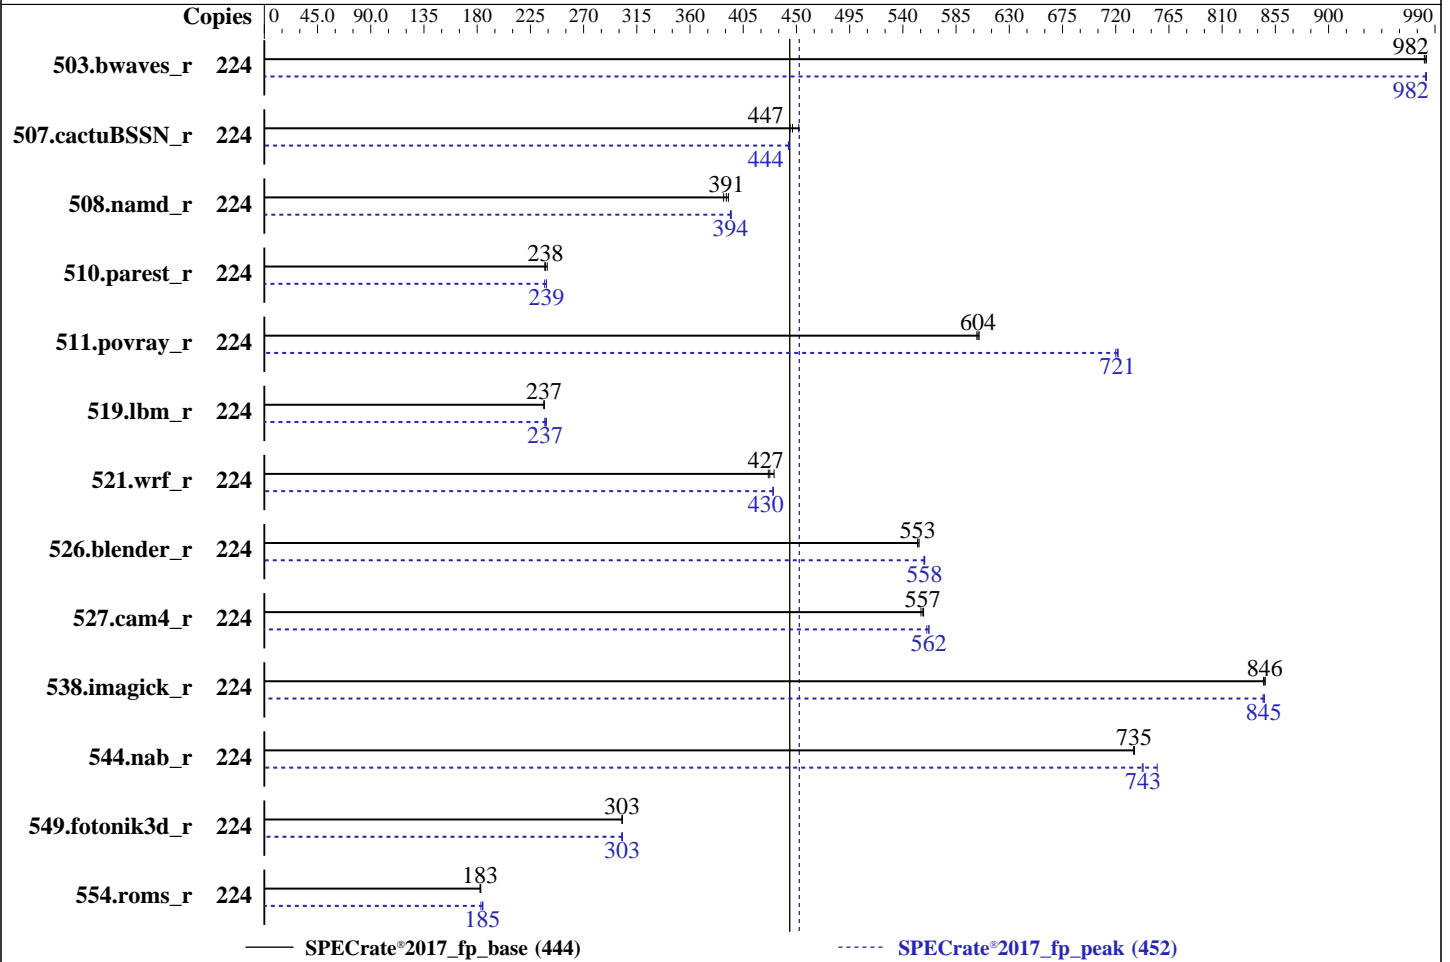 Copies 0 45.0 90.0 135 180 225 270 315 360 405 450 495 540 585 630 675 720 765 810 855 900 990
503.bwaves_r 224 982
982
507.cactuBSSN_r 224 447
444
508.namd_r 224 391
394
510.parest_r 224 238
239
511.povray_r 224 604
721
519.lbm_r 224 237
237
521.wrf_r 224 427
430
526.blender_r 224 553
558
527.cam4_r 224 557
562
538.imagick_r 224 846
845
544.nab_r 224 735
743
549.fotonik3d_r 224 303
303
554.roms_r 224 183
185
SPECrate®2017_fp_base (444) SPECrate®2017_fp_peak (452)